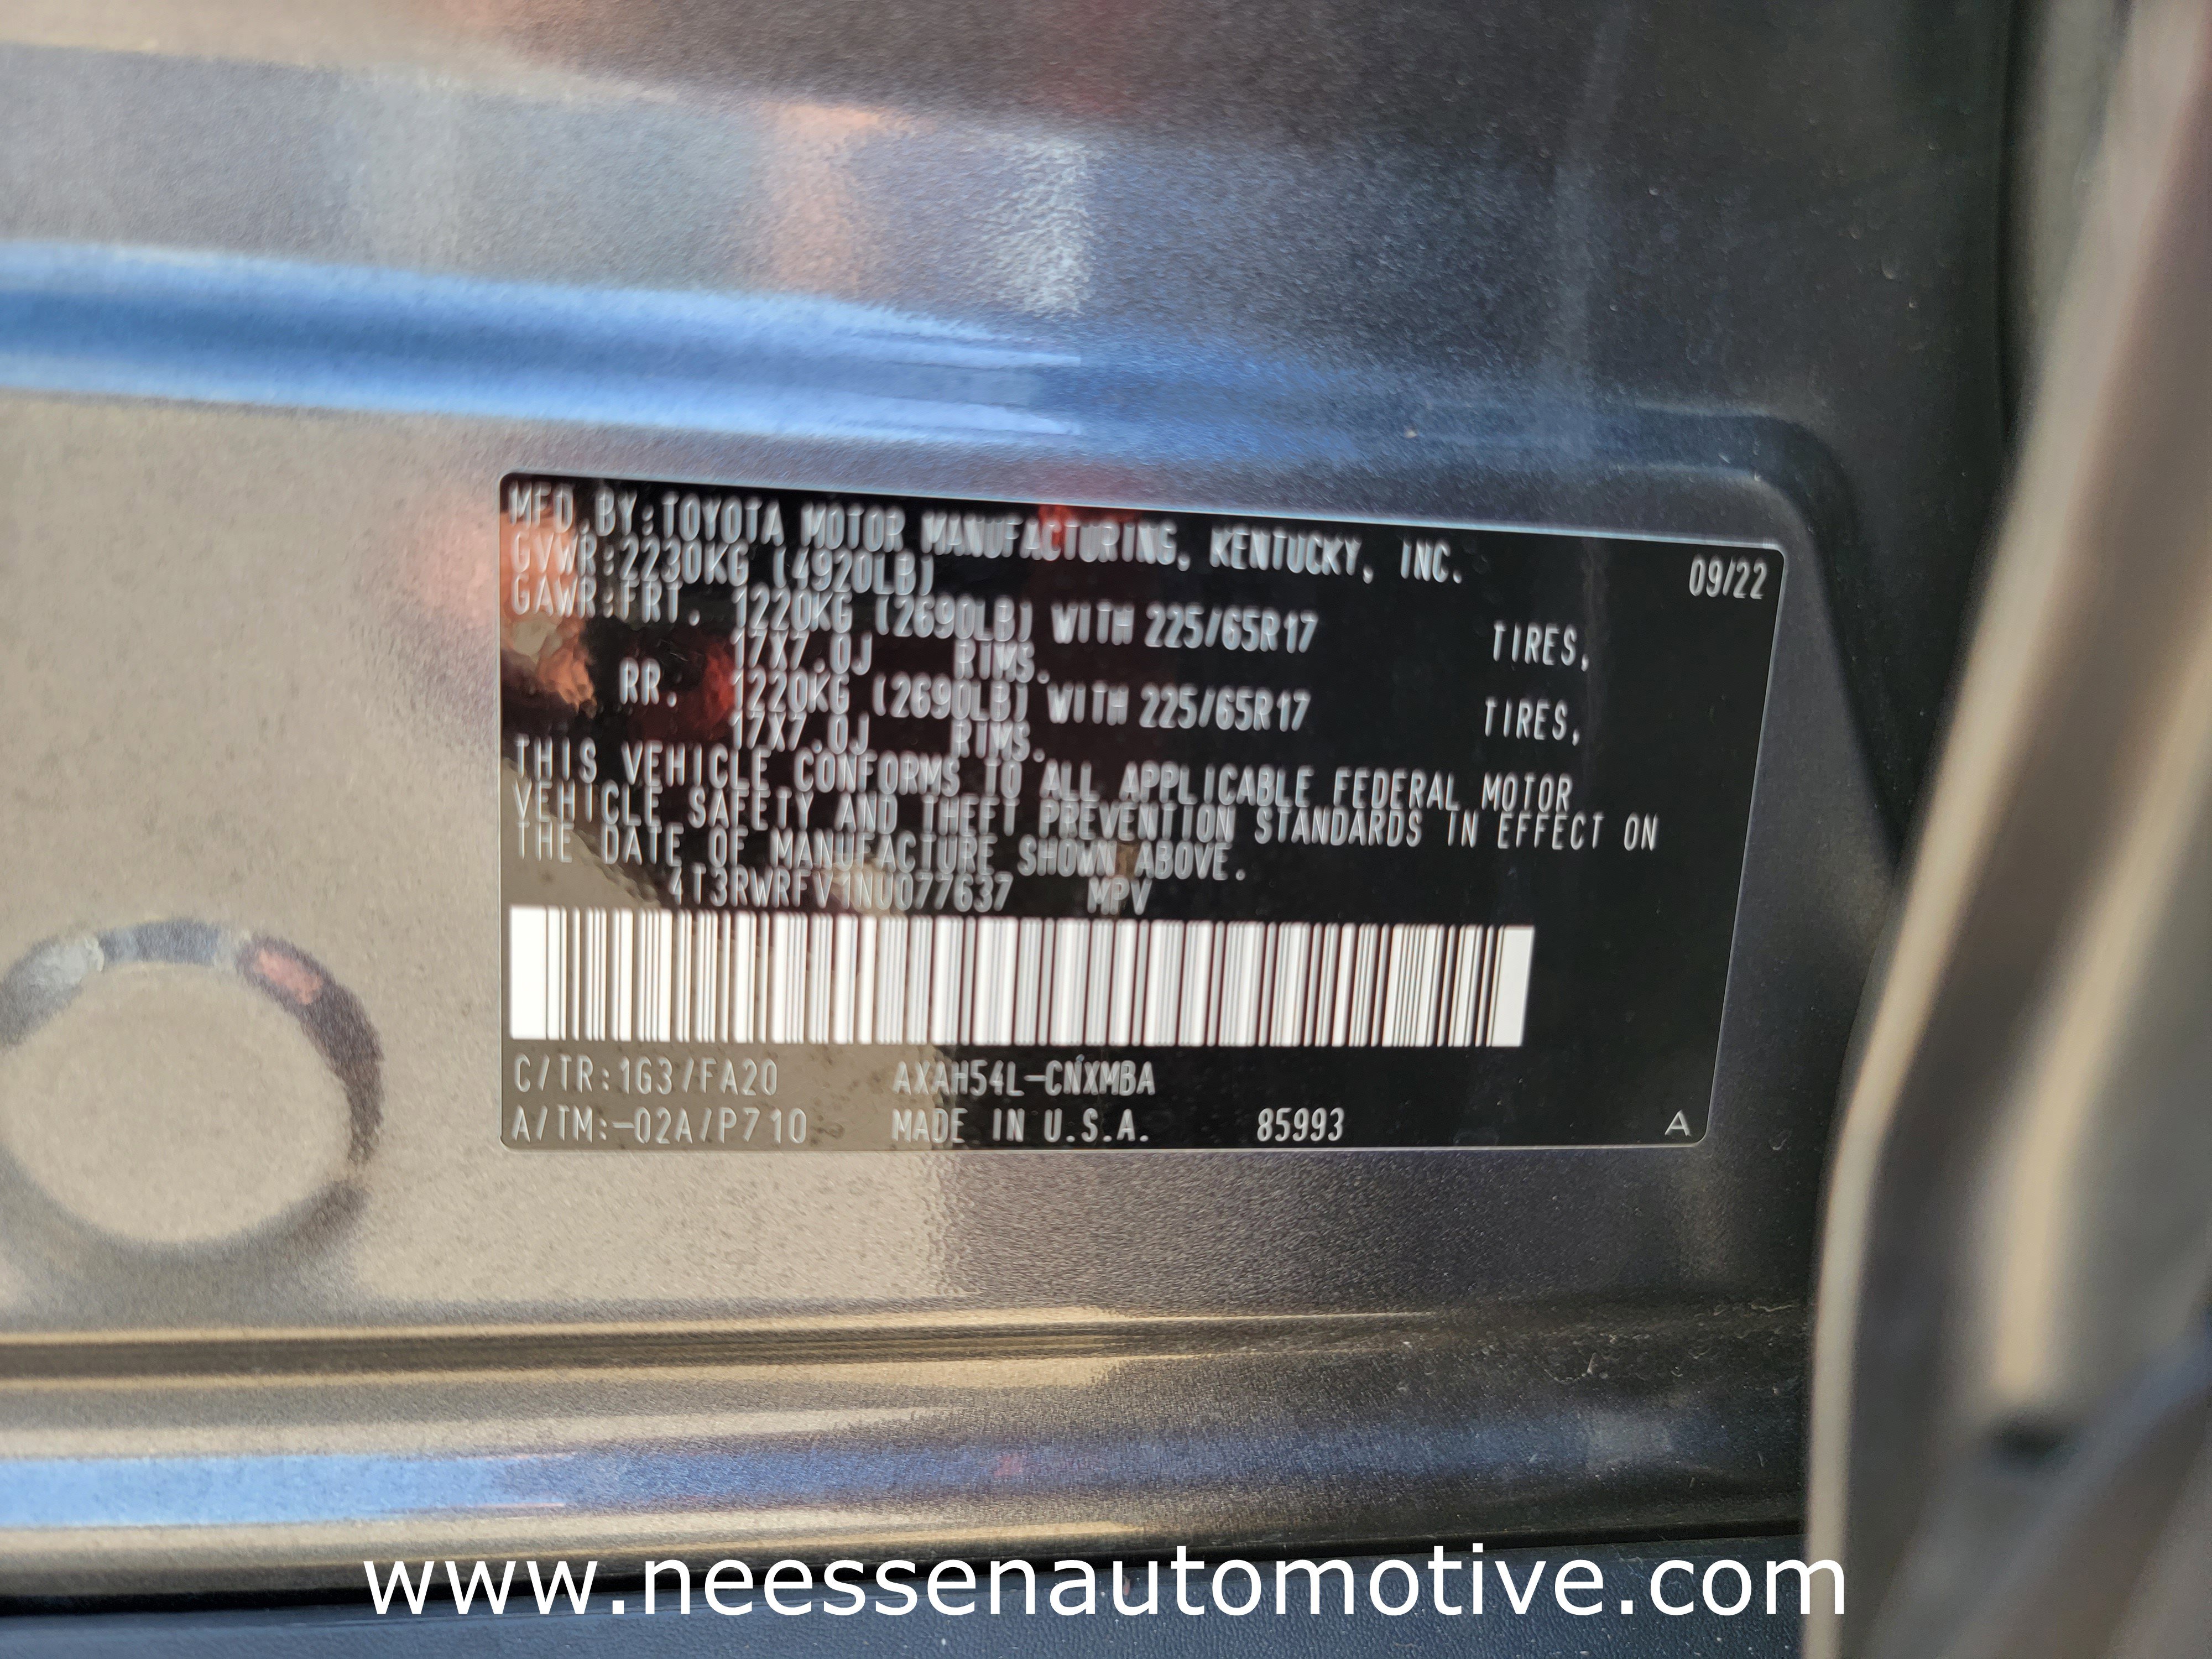 MFD.BY:TOYOTA MOTOR MANUFACTURING, KENTUCKY, INC. 09/22
GVWR:2230KG (4920LB)
GAWR:FRT. 1220KG (2690LB) WITH 225/65R17 TIRES,
17X7.0J RIMS.
RR. 1220KG (2690LB) WITH 225/65R17 TIRES,
17X7.0J RIMS.
THIS VEHICLE CONFORMS TO ALL APPLICABLE FEDERAL MOTOR
VEHICLE SAFETY AND THEFT PREVENTION STANDARDS IN EFFECT ON
THE DATE OF MANUFACTURE SHOWN ABOVE.
4T3RWRFV1NU077637 MPV
C/TR:1G3/FA20 AXAH54L-CNXMBA
A/TM:-02A/P710 MADE IN U.S.A. 85993 A
www.neessenautomotive.com